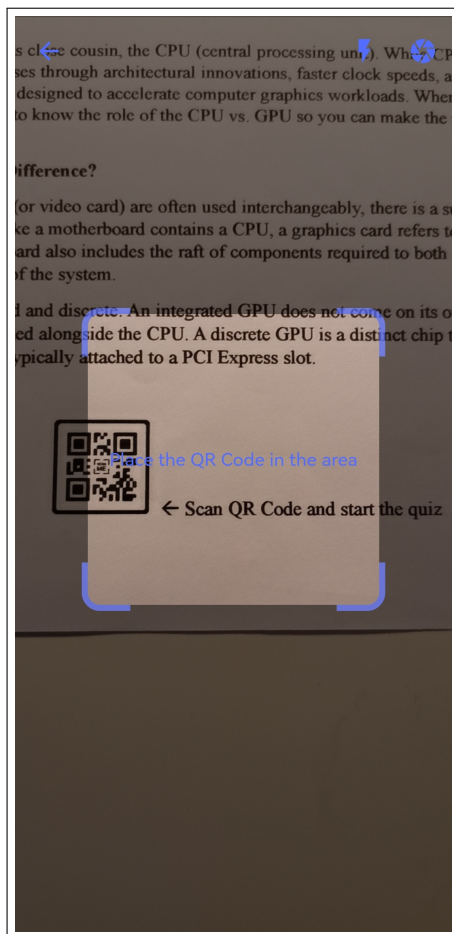 s close cousin, the CPU (central processing unit). While CP
ses through architectural innovations, faster clock speeds, a
designed to accelerate computer graphics workloads. When
to know the role of the CPU vs. GPU so you can make the
ifference?
(or video card) are often used interchangeably, there is a su
ke a motherboard contains a CPU, a graphics card refers to
ard also includes the raft of components required to both
of the system.
d and discrete. An integrated GPU does not come on its o
ed alongside the CPU. A discrete GPU is a distinct chip t
ypically attached to a PCI Express slot.
Place the QR Code in the area
← Scan QR Code and start the quiz